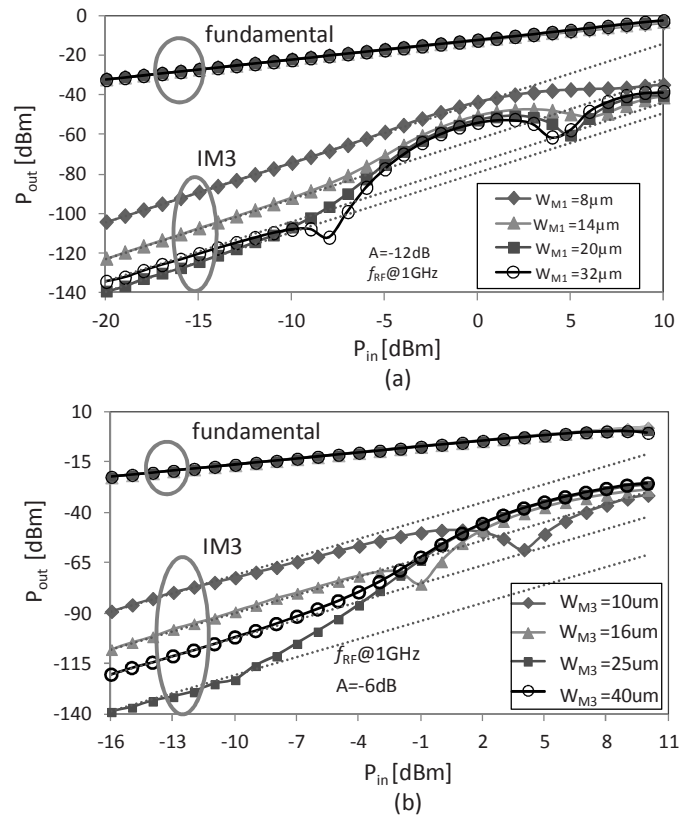 0
-20
-40
-60
-80
-100
-120
-140
P_out [dBm]
fundamental
IM3
A=-12dB
f_RF@1GHz
W_M1 =8μm
W_M1 =14μm
W_M1 =20μm
W_M1 =32μm
-20 -15 -10 -5 0 5 10
P_in [dBm]
(a)
10
-15
-40
-65
-90
-115
-140
P_out [dBm]
fundamental
IM3
f_RF@1GHz
A=-6dB
W_M3 =10um
W_M3 =16um
W_M3 =25um
W_M3 =40um
-16 -13 -10 -7 -4 -1 2 5 8 11
P_in [dBm]
(b)